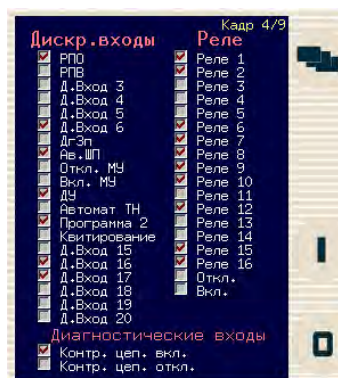 Кадр 4/9
Дискр.входы
РПО
РПВ
Д.Вход 3
Д.Вход 4
Д.Вход 5
Д.Вход 6
ДгЗп
Ав.ШП
Откл. МУ
Вкл. МУ
ДУ
Автомат ТН
Программа 2
Квитирование
Д.Вход 15
Д.Вход 16
Д.Вход 17
Д.Вход 18
Д.Вход 19
Д.Вход 20
Реле
Реле 1
Реле 2
Реле 3
Реле 4
Реле 5
Реле 6
Реле 7
Реле 8
Реле 9
Реле 10
Реле 11
Реле 12
Реле 13
Реле 14
Реле 15
Реле 16
Откл.
Вкл.
Диагностические входы
Контр. цеп. вкл.
Контр. цеп. откл.
I
O